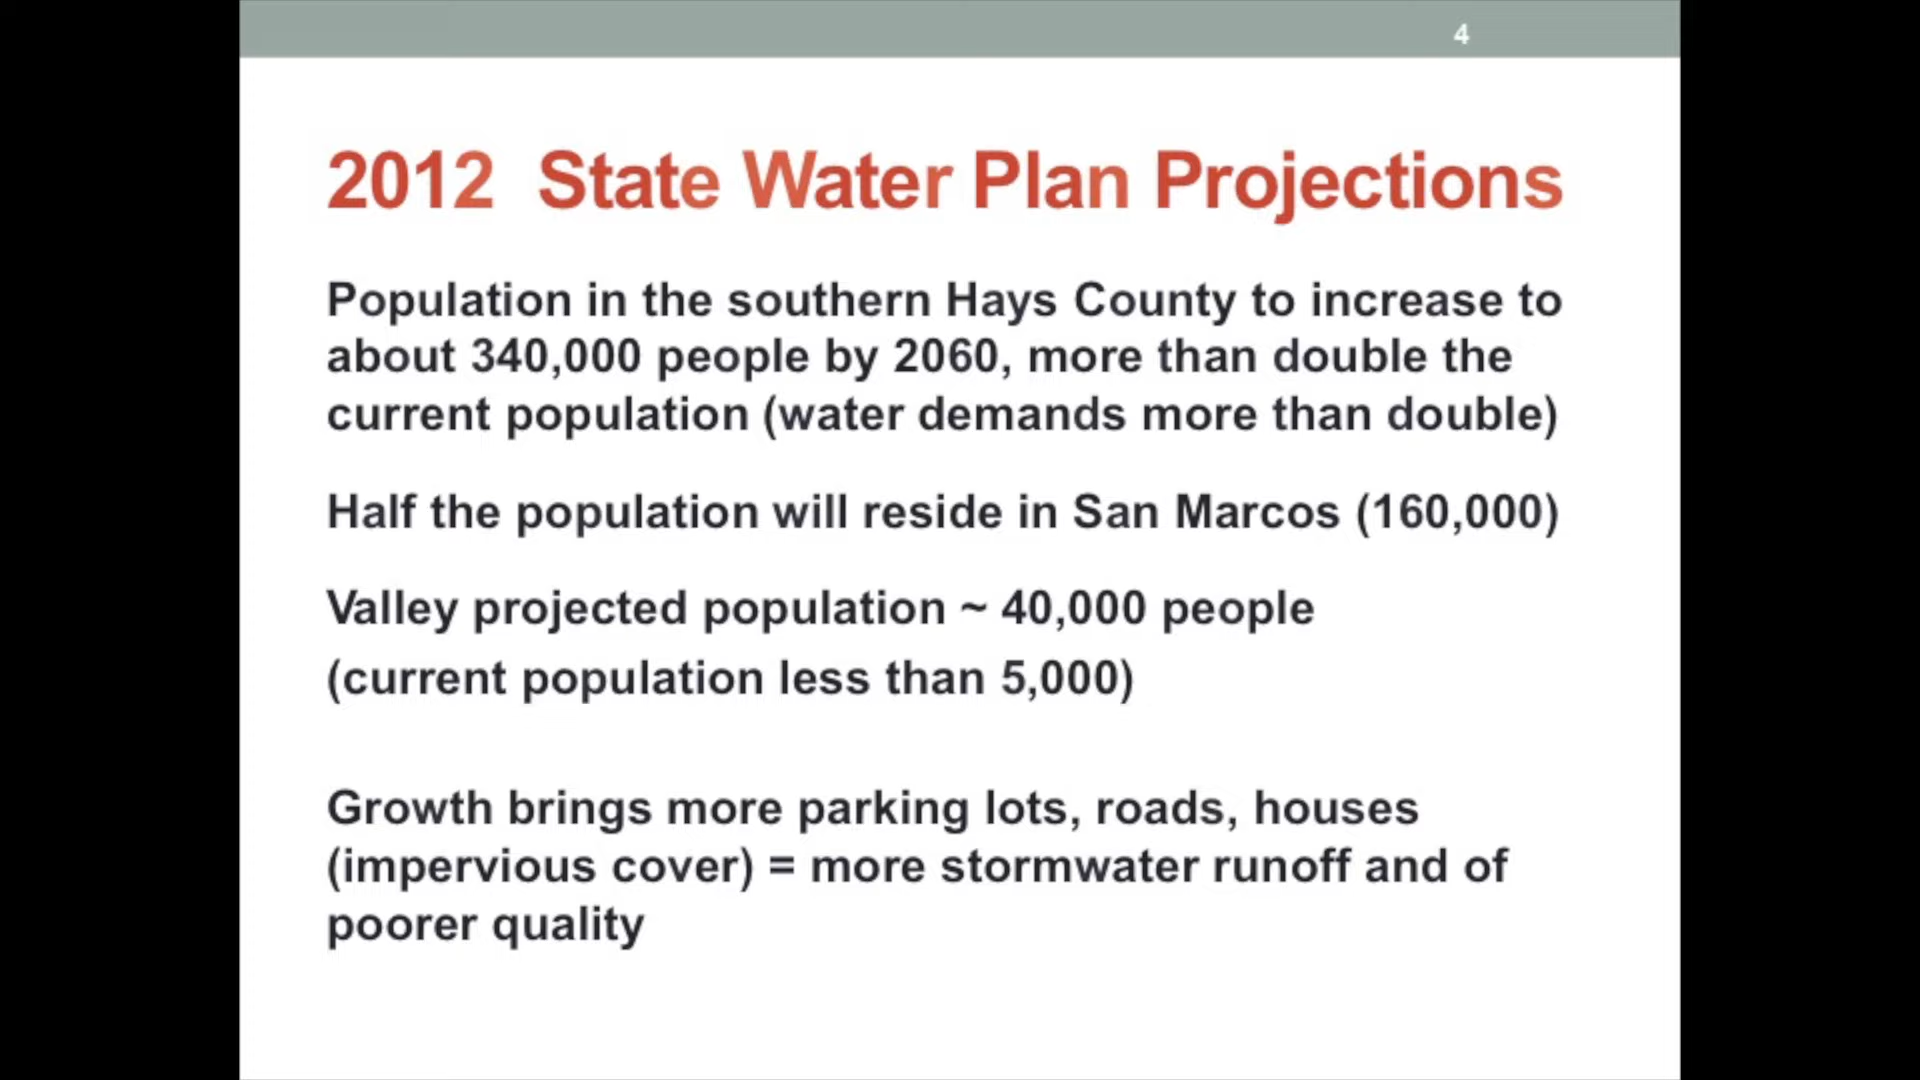 4
2012 State Water Plan Projections
Population in the southern Hays County to increase to
about 340,000 people by 2060, more than double the
current population (water demands more than double)
Half the population will reside in San Marcos (160,000)
Valley projected population ~ 40,000 people
(current population less than 5,000)
Growth brings more parking lots, roads, houses
(impervious cover) = more stormwater runoff and of
poorer quality